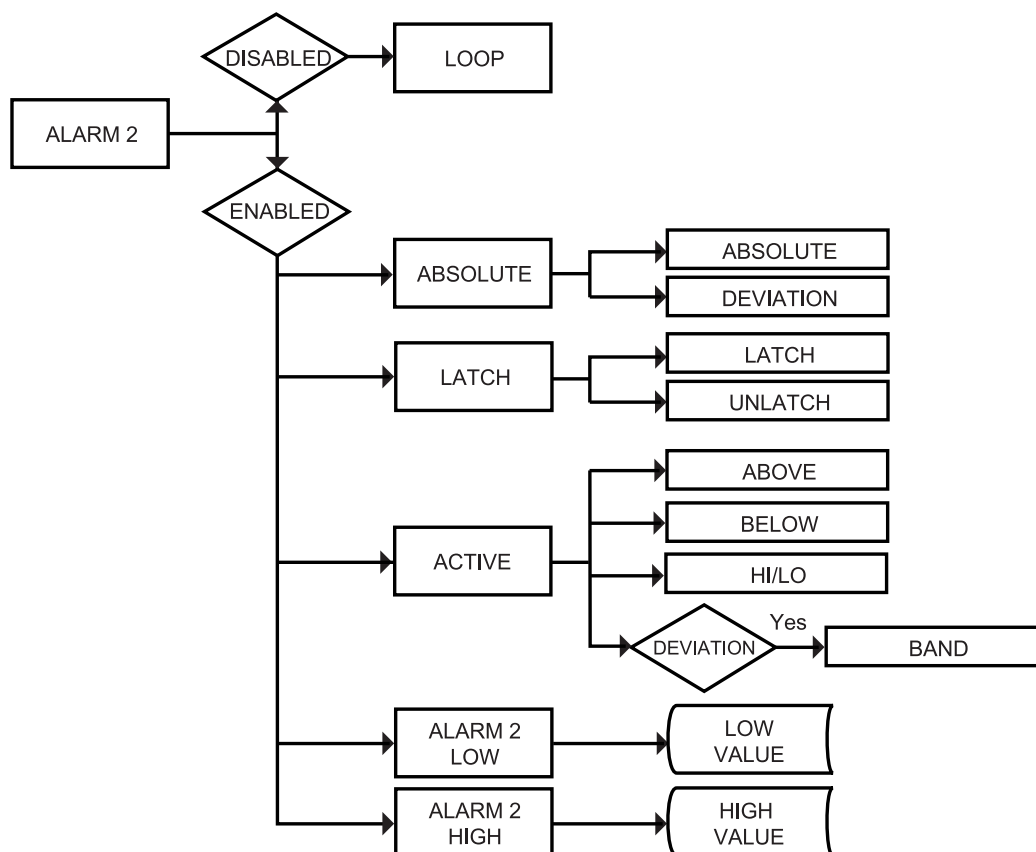 DISABLED
LOOP
ALARM 2
ENABLED
ABSOLUTE
ABSOLUTE
DEVIATION
LATCH
LATCH
UNLATCH
ACTIVE
ABOVE
BELOW
HI/LO
DEVIATION
Yes
BAND
ALARM 2
LOW
LOW
VALUE
ALARM 2
HIGH
HIGH
VALUE